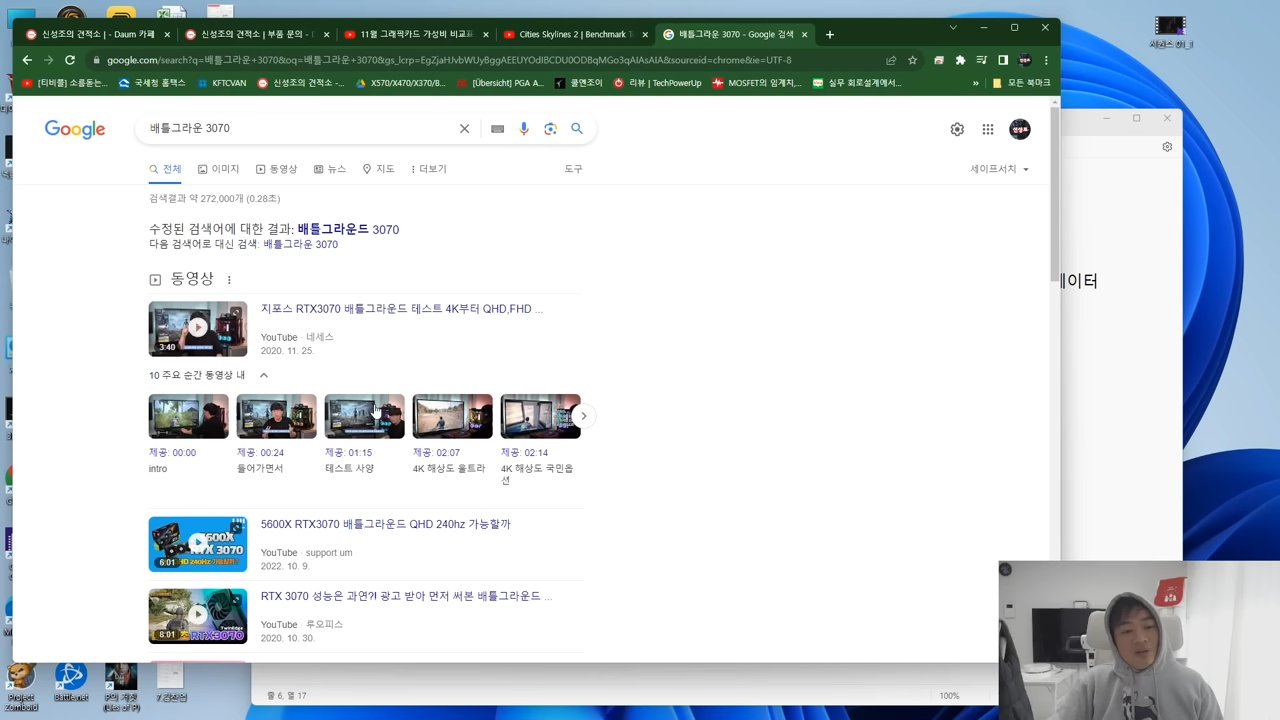 신성조의 견적소 | - Daum 카페
신성조의 견적소 | 부품 문의 - D
11월 그래픽카드 가성비 비교표
Cities Skylines 2 | Benchmark Te
배틀그라운 3070 - Google 검색
google.com/search?q=배틀그라운+3070&oq=배틀그라운+3070&gs_lcrp=EgZjaHJvbWUyBggAEEUYOdIBCDU0ODBqMGo3qAIAsAIA&sourceid=chrome&ie=UTF-8
[티비플] 소름돋는...
국세청 홈택스
KFTCVAN
신성조의 견적소 -...
X570/X470/X370/B...
[Übersicht] PGA A...
쿨엔조이
리뷰 | TechPowerUp
MOSFET의 임계치,...
실무 회로설계에서...
모든 북마크
Google
배틀그라운 3070
전체
이미지
동영상
뉴스
지도
더보기
도구
세이프서치
검색결과 약 272,000개 (0.28초)
수정된 검색어에 대한 결과: 배틀그라운드 3070
다음 검색어로 대신 검색: 배틀그라운 3070
동영상
지포스 RTX3070 배틀그라운드 테스트 4K부터 QHD,FHD ...
3:40
YouTube · 네세스
2020. 11. 25.
10 주요 순간 동영상 내
제공: 00:00
intro
제공: 00:24
들어가면서
제공: 01:15
테스트 사양
제공: 02:07
4K 해상도 울트라
제공: 02:14
4K 해상도 국민옵
션
5600X RTX3070 배틀그라운드 QHD 240hz 가능할까
5600X
RTX 3070
6:01
YouTube · support um
2022. 10. 9.
RTX 3070 성능은 과연?! 광고 받아 먼저 써본 배틀그라운드 ...
RTX3070
8:01
YouTube · 루오피스
2020. 10. 30.
이터
줄 6, 열 17
100%
Project
Zomboid
Battle.net
P의 거짓
(Lies of P)
시현소 01_1